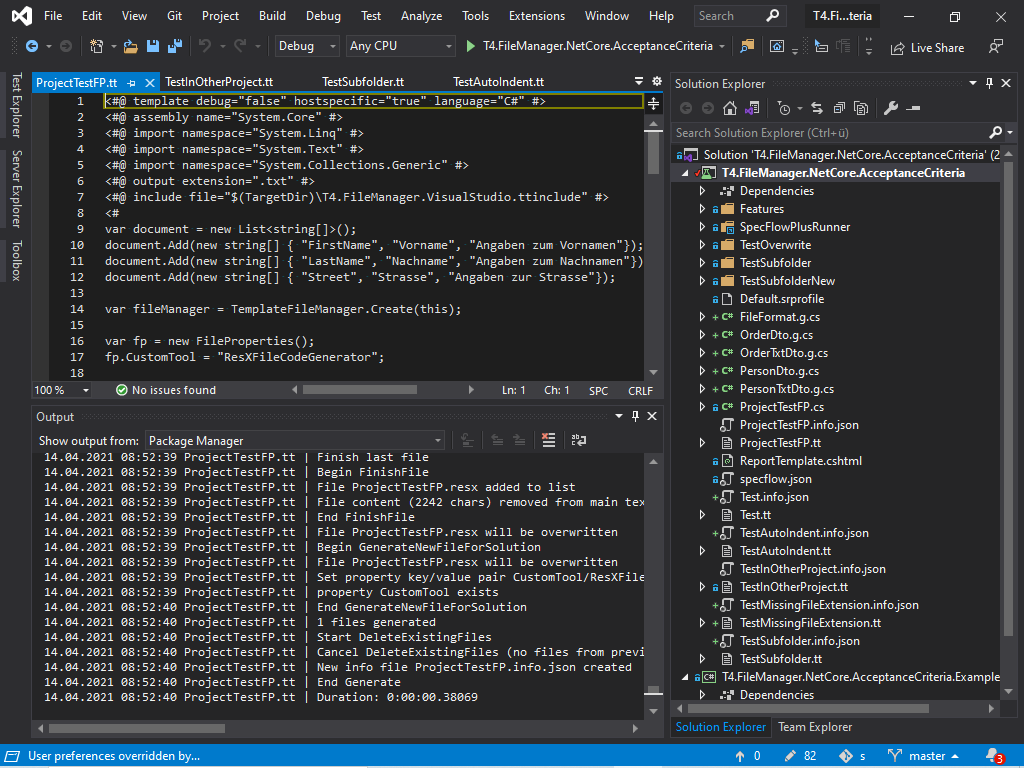 File Edit View Git Project Build Debug Test Analyze Tools Extensions Window Help Search T4.Fi...teria
Debug Any CPU T4.FileManager.NetCore.AcceptanceCriteria Live Share
Test Explorer
Server Explorer
Toolbox
ProjectTestFP.tt TestInOtherProject.tt TestSubfolder.tt TestAutoIndent.tt
1 <#@ template debug="false" hostspecific="true" language="C#" #>
2 <#@ assembly name="System.Core" #>
3 <#@ import namespace="System.Linq" #>
4 <#@ import namespace="System.Text" #>
5 <#@ import namespace="System.Collections.Generic" #>
6 <#@ output extension=".txt" #>
7 <#@ include file="$(TargetDir)\T4.FileManager.VisualStudio.ttinclude" #>
8 <#
9 var document = new List<string[]>();
10 document.Add(new string[] { "FirstName", "Vorname", "Angaben zum Vornamen"});
11 document.Add(new string[] { "LastName", "Nachname", "Angaben zum Nachnamen"})
12 document.Add(new string[] { "Street", "Strasse", "Angaben zur Strasse"});
13
14 var fileManager = TemplateFileManager.Create(this);
15
16 var fp = new FileProperties();
17 fp.CustomTool = "ResXFileCodeGenerator";
18
100 % No issues found Ln: 1 Ch: 1 SPC CRLF
Output
Show output from: Package Manager
14.04.2021 08:52:39 ProjectTestFP.tt | Finish last file
14.04.2021 08:52:39 ProjectTestFP.tt | Begin FinishFile
14.04.2021 08:52:39 ProjectTestFP.tt | File ProjectTestFP.resx added to list
14.04.2021 08:52:39 ProjectTestFP.tt | File content (2242 chars) removed from main tex
14.04.2021 08:52:39 ProjectTestFP.tt | End FinishFile
14.04.2021 08:52:39 ProjectTestFP.tt | File ProjectTestFP.resx will be overwritten
14.04.2021 08:52:39 ProjectTestFP.tt | Begin GenerateNewFileForSolution
14.04.2021 08:52:39 ProjectTestFP.tt | File ProjectTestFP.resx will be overwritten
14.04.2021 08:52:39 ProjectTestFP.tt | Set property key/value pair CustomTool/ResXFile
14.04.2021 08:52:39 ProjectTestFP.tt | property CustomTool exists
14.04.2021 08:52:40 ProjectTestFP.tt | End GenerateNewFileForSolution
14.04.2021 08:52:40 ProjectTestFP.tt | 1 files generated
14.04.2021 08:52:40 ProjectTestFP.tt | Start DeleteExistingFiles
14.04.2021 08:52:40 ProjectTestFP.tt | Cancel DeleteExistingFiles (no files from previ
14.04.2021 08:52:40 ProjectTestFP.tt | New info file ProjectTestFP.info.json created
14.04.2021 08:52:40 ProjectTestFP.tt | End Generate
14.04.2021 08:52:40 ProjectTestFP.tt | Duration: 0:00:00.38069
Solution Explorer
Search Solution Explorer (Ctrl+ü)
Solution 'T4.FileManager.NetCore.AcceptanceCriteria' (2
T4.FileManager.NetCore.AcceptanceCriteria
Dependencies
Features
SpecFlowPlusRunner
TestOverwrite
TestSubfolder
TestSubfolderNew
Default.srprofile
C# FileFormat.g.cs
C# OrderDto.g.cs
C# OrderTxtDto.g.cs
C# PersonDto.g.cs
C# PersonTxtDto.g.cs
C# ProjectTestFP.cs
ProjectTestFP.info.json
ProjectTestFP.tt
ReportTemplate.cshtml
specflow.json
Test.info.json
Test.tt
TestAutoIndent.info.json
TestAutoIndent.tt
TestInOtherProject.info.json
TestInOtherProject.tt
TestMissingFileExtension.info.json
TestMissingFileExtension.tt
TestSubfolder.info.json
TestSubfolder.tt
C# T4.FileManager.NetCore.AcceptanceCriteria.Example
Dependencies
Solution Explorer Team Explorer
User preferences overridden by... 0 82 s master 3